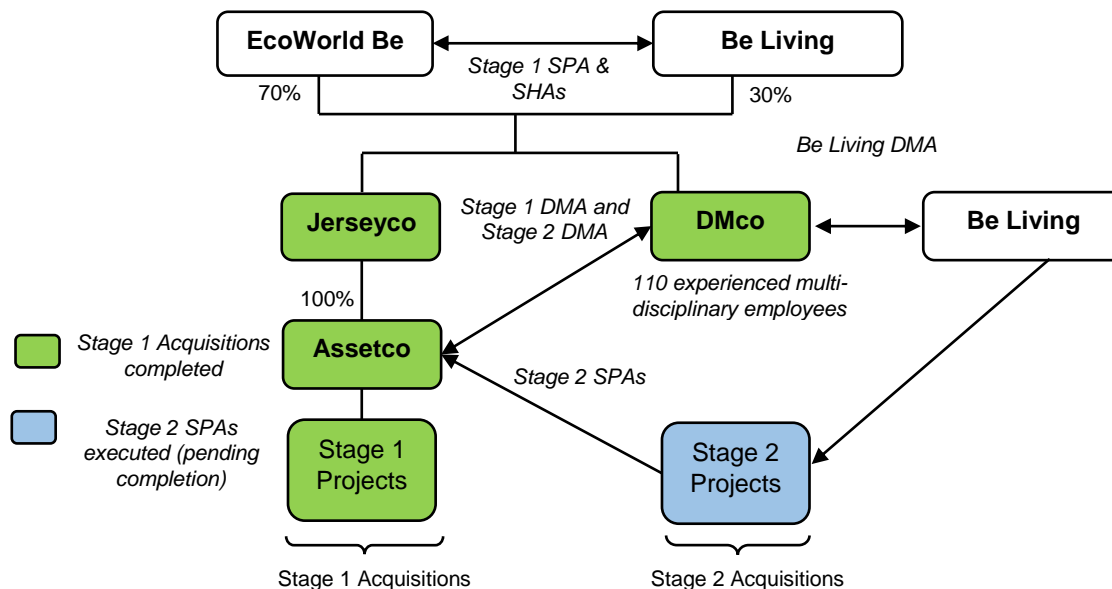 EcoWorld Be
Be Living
Stage 1 SPA &
SHAs
70%
30%
Be Living DMA
Jerseyco
Stage 1 DMA and
Stage 2 DMA
DMco
Be Living
110 experienced multi-
disciplinary employees
100%
Stage 1 Acquisitions
completed
Assetco
Stage 2 SPAs
Stage 2 SPAs
executed (pending
completion)
Stage 1
Projects
Stage 2
Projects
Stage 1 Acquisitions
Stage 2 Acquisitions